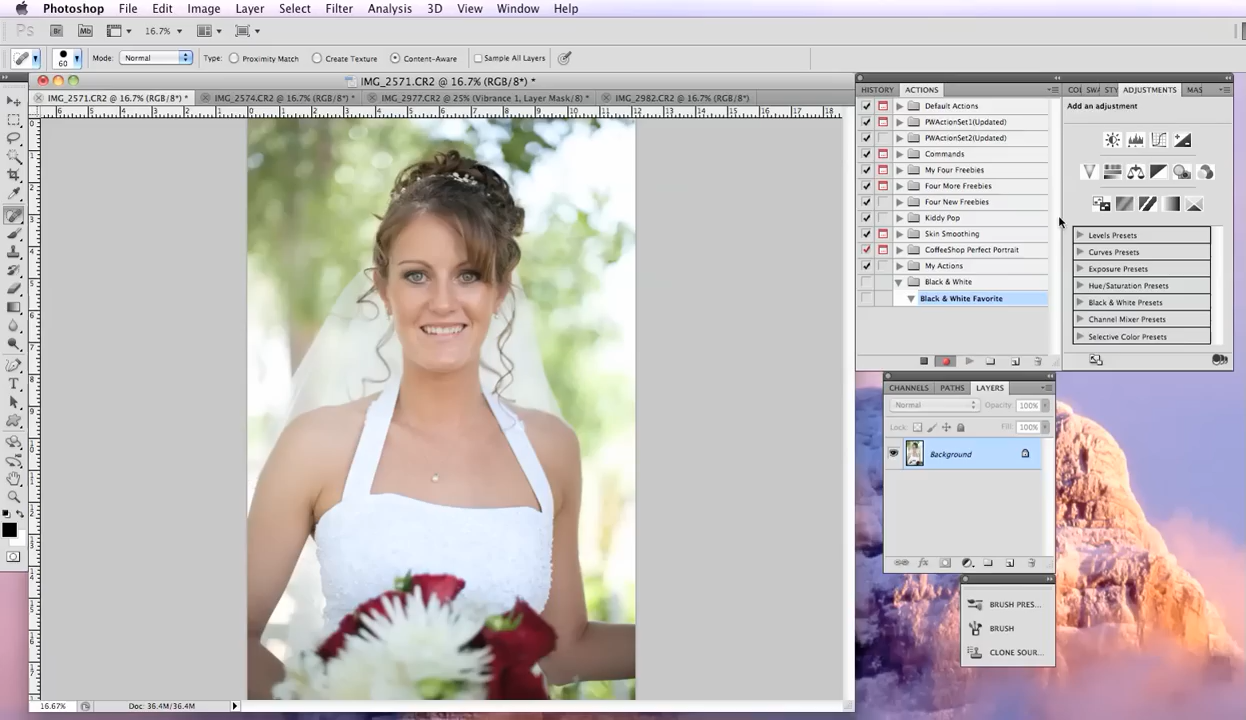 Photoshop File Edit Image Layer Select Filter Analysis 3D View Window Help
Ps Br Mb 16.7%
60 Mode: Normal Type: Proximity Match Create Texture Content-Aware Sample All Layers
IMG_2571.CR2 @ 16.7% (RGB/8*) *
IMG_2571.CR2 @ 16.7% (RGB/8*) * IMG_2574.CR2 @ 16.7% (RGB/8*) * IMG_2977.CR2 @ 25% (Vibrance 1, Layer Mask/8) * IMG_2982.CR2 @ 16.7% (RGB/8*) *
HISTORY ACTIONS
Default Actions
PWActionSet1(Updated)
PWActionSet2(Updated)
Commands
My Four Freebies
Four More Freebies
Four New Freebies
Kiddy Pop
Skin Smoothing
CoffeeShop Perfect Portrait
My Actions
Black & White
Black & White Favorite
ADJUSTMENTS MAS
Add an adjustment
Levels Presets
Curves Presets
Exposure Presets
Hue/Saturation Presets
Black & White Presets
Channel Mixer Presets
Selective Color Presets
CHANNELS PATHS LAYERS
Normal Opacity: 100%
Lock: Fill: 100%
Background
BRUSH PRES...
BRUSH
CLONE SOUR...
16.67% Doc: 36.4M/36.4M